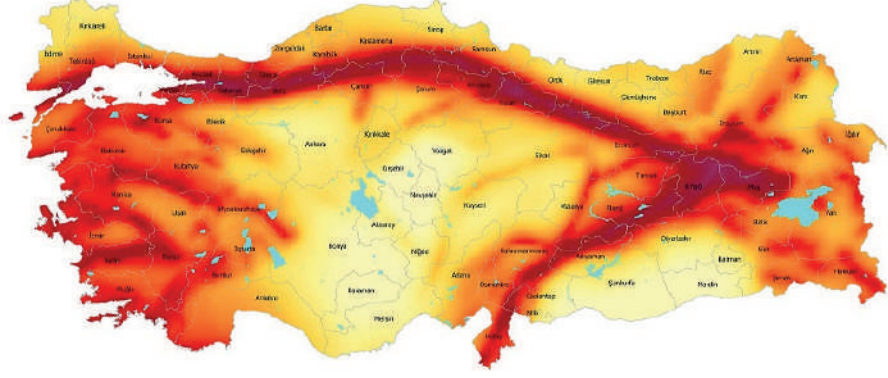 Kırklareli
Edirne
Tekirdağ
İstanbul
Zonguldak
Bartın
Karabük
Kastamonu
Sinop
Samsun
Çankırı
Çorum
Amasya
Tokat
Ordu
Giresun
Gümüşhane
Trabzon
Rize
Artvin
Ardahan
Kars
Bayburt
Erzurum
Erzincan
Iğdır
Ağrı
Çanakkale
Balıkesir
Bursa
Bilecik
Kütahya
Eskişehir
Ankara
Kırıkkale
Kırşehir
Yozgat
Sivas
Tunceli
Bingöl
Muş
Van
Bitlis
Manisa
Uşak
Afyonkarahisar
İzmir
Aydın
Denizli
Isparta
Burdur
Muğla
Antalya
Konya
Aksaray
Nevşehir
Niğde
Kayseri
Malatya
Elazığ
Kahramanmaraş
Adıyaman
Diyarbakır
Batman
Siirt
Şırnak
Hakkari
Karaman
Mersin
Adana
Osmaniye
Gaziantep
Kilis
Hatay
Şanlıurfa
Mardin